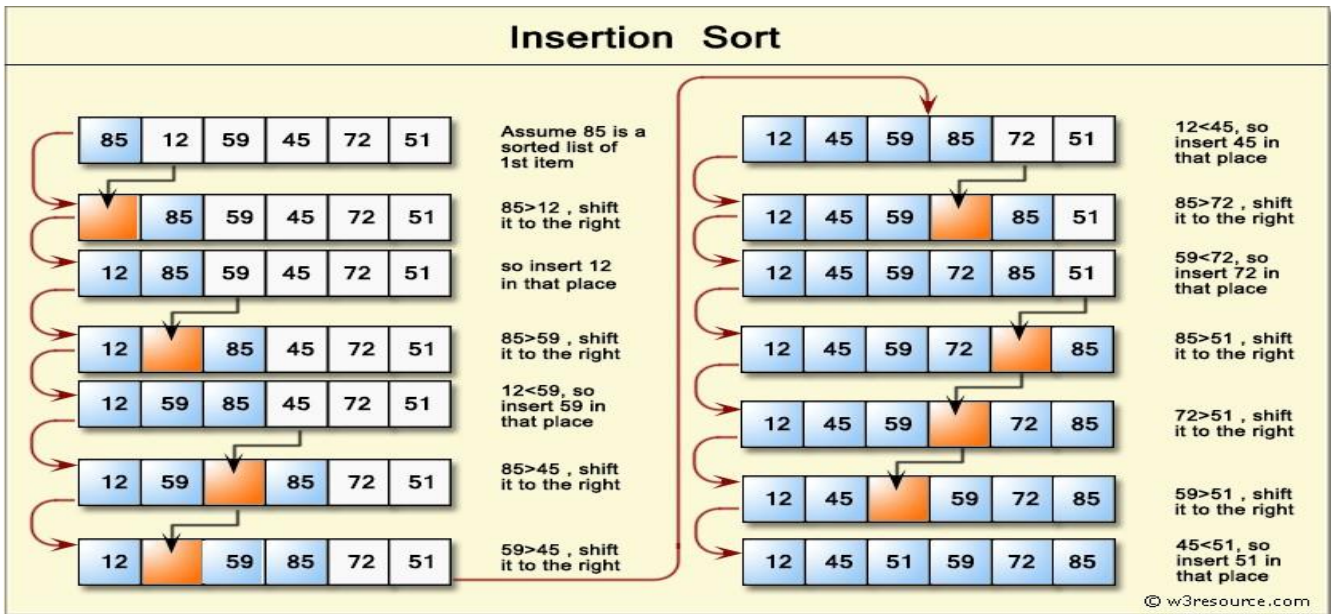 Insertion Sort
85 12 59 45 72 51
Assume 85 is a
sorted list of
1st item
85 59 45 72 51
85>12 , shift
it to the right
12 85 59 45 72 51
so insert 12
in that place
12 85 45 72 51
85>59 , shift
it to the right
12 59 85 45 72 51
12<59, so
insert 59 in
that place
12 59 85 72 51
85>45 , shift
it to the right
12 59 85 72 51
59>45 , shift
it to the right
12 45 59 85 72 51
12<45, so
insert 45 in
that place
12 45 59 85 51
85>72 , shift
it to the right
12 45 59 72 85 51
59<72, so
insert 72 in
that place
12 45 59 72 85
85>51 , shift
it to the right
12 45 59 72 85
72>51 , shift
it to the right
12 45 59 72 85
59>51 , shift
it to the right
12 45 51 59 72 85
45<51, so
insert 51 in
that place
© w3resource.com